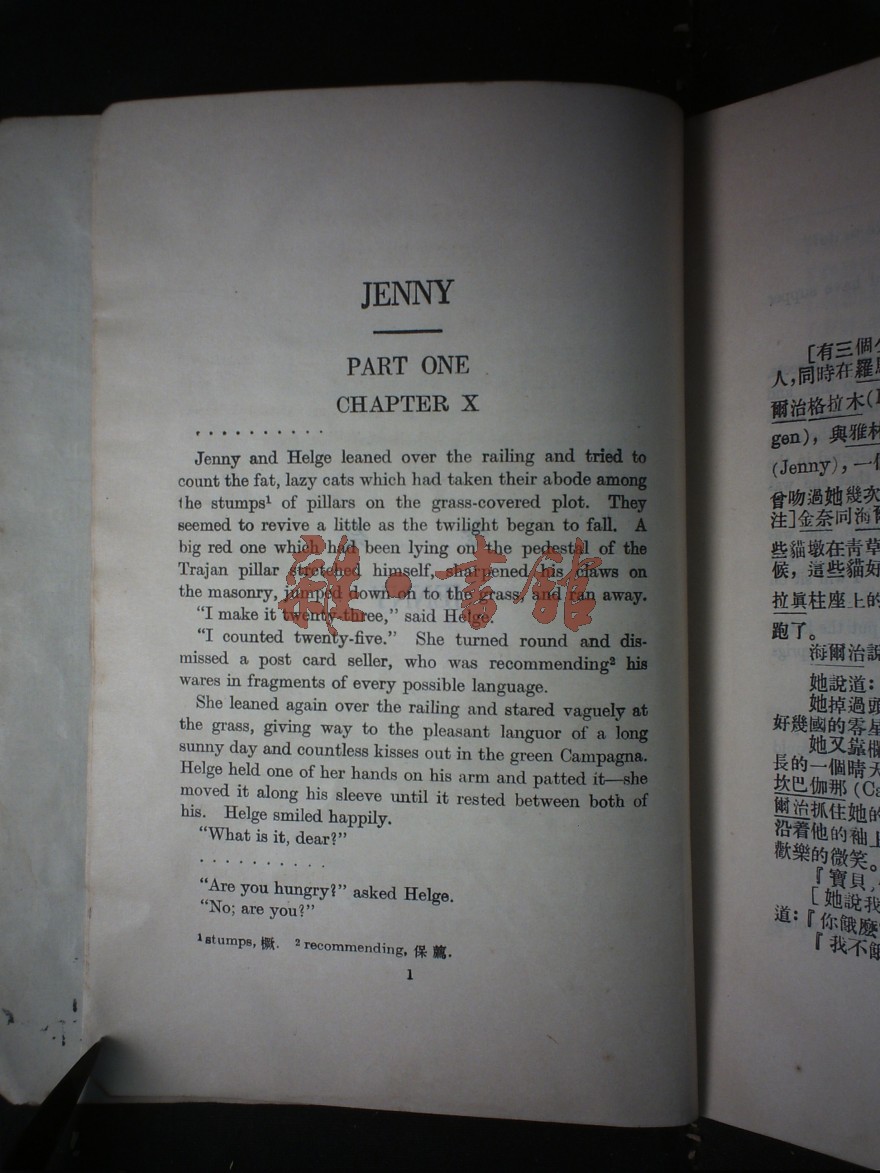 JENNY
PART ONE
CHAPTER X
. . . . . . . . . .
Jenny and Helge leaned over the railing and tried to
count the fat, lazy cats which had taken their abode among
the stumps¹ of pillars on the grass-covered plot. They
seemed to revive a little as the twilight began to fall. A
big red one which had been lying on the pedestal of the
Trajan pillar stretched himself, sharpened his claws on
the masonry, jumped down on to the grass, and ran away.
"I make it twenty-three," said Helge.
"I counted twenty-five." She turned round and dis-
missed a post card seller, who was recommending² his
wares in fragments of every possible language.
She leaned again over the railing and stared vaguely at
the grass, giving way to the pleasant languor of a long
sunny day and countless kisses out in the green Campagna.
Helge held one of her hands on his arm and patted it—she
moved it along his sleeve until it rested between both of
his. Helge smiled happily.
"What is it, dear?"
. . . . . . . . . .
"Are you hungry?" asked Helge.
"No; are you?"
¹ stumps, 橛. ² recommending, 保薦.
1
[有三個
人,同時在羅
爾治格拉木(
gen), 與雅林
(Jenny), 一
曾吻過她幾次
注]金奈同海
些貓墩在青草
候, 這些貓好
拉真柱座上的
跑了。
海爾治說
她說道:
她掉過頭
好幾國的零星
她又靠欄
長的一個晴天
坎巴伽那 (Ca
爾治抓住她的
沿着他的袖上
歡樂的微笑。
『寶貝,
[她說我
道:『你餓麽
『我不餓
雜·書館